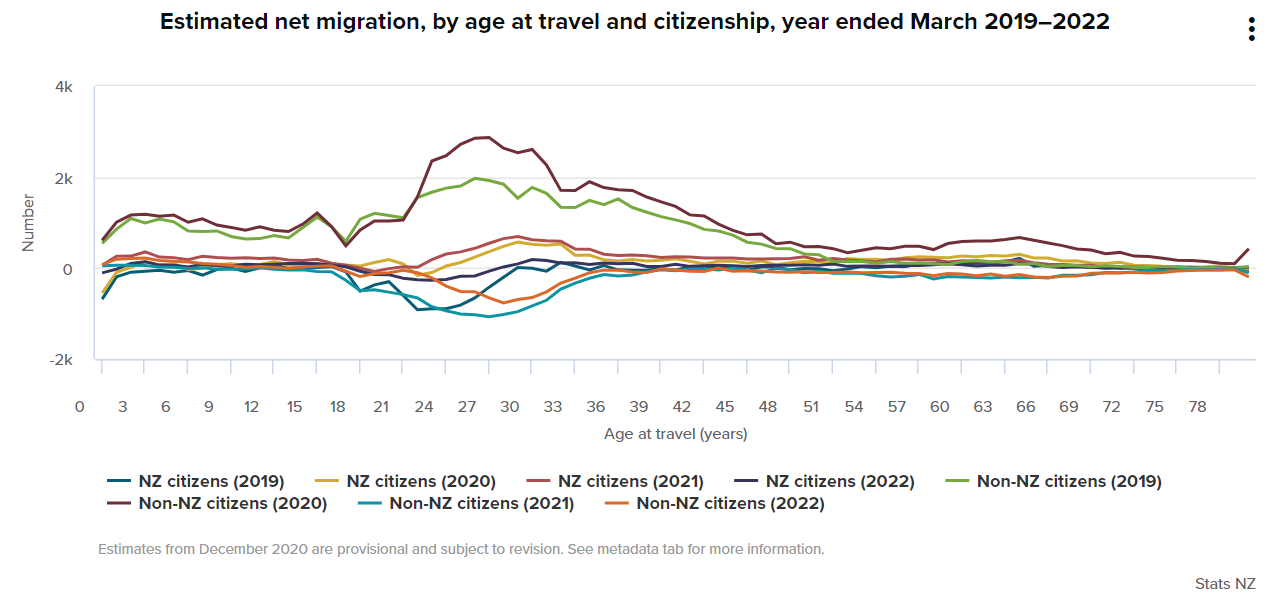 Estimated net migration, by age at travel and citizenship, year ended March 2019–2022
4k
2k
0
-2k
Number
0 3 6 9 12 15 18 21 24 27 30 33 36 39 42 45 48 51 54 57 60 63 66 69 72 75 78
Age at travel (years)
NZ citizens (2019) NZ citizens (2020) NZ citizens (2021) NZ citizens (2022) Non-NZ citizens (2019)
Non-NZ citizens (2020) Non-NZ citizens (2021) Non-NZ citizens (2022)
Estimates from December 2020 are provisional and subject to revision. See metadata tab for more information.
Stats NZ